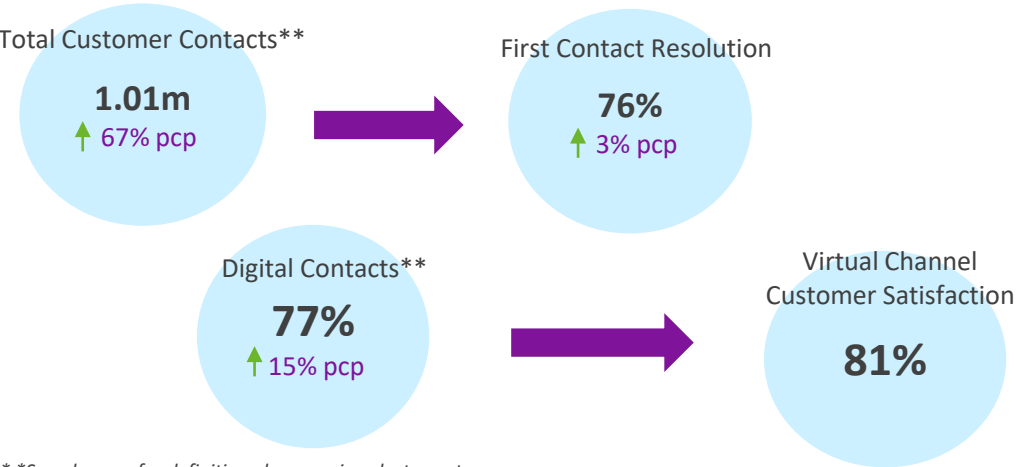 Total Customer Contacts**
1.01m
67% pcp
First Contact Resolution
76%
3% pcp
Digital Contacts**
77%
15% pcp
Virtual Channel
Customer Satisfaction
81%